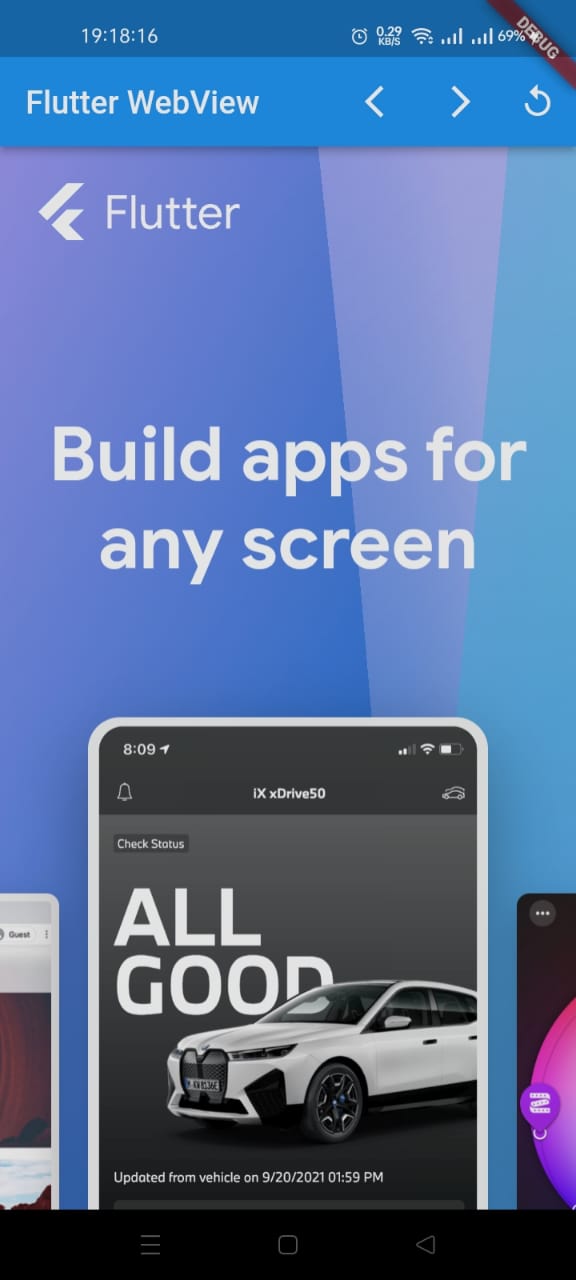 19:18:16
0.29
KB/S
69%
DEBUG
Flutter WebView
Flutter
Build apps for
any screen
8:09
iX xDrive50
Check Status
ALL
GOOD
Guest
Updated from vehicle on 9/20/2021 01:59 PM